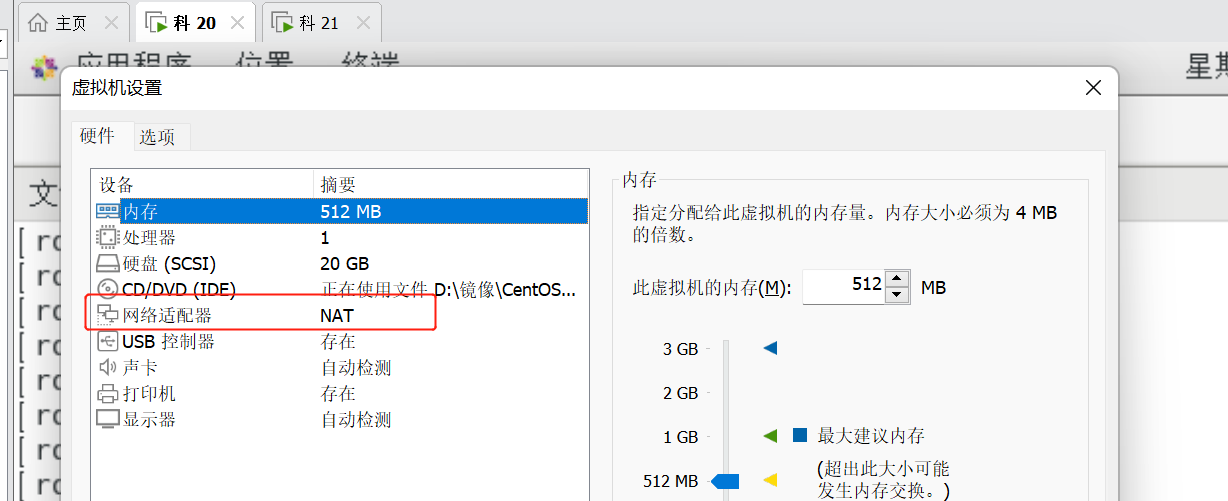 主页
科 20
科 21
应用程序 位置 终端
星期
虚拟机设置
硬件 选项
设备 摘要
内存 512 MB
处理器 1
硬盘 (SCSI) 20 GB
CD/DVD (IDE) 正在使用文件 D:\镜像\CentOS...
网络适配器 NAT
USB 控制器 存在
声卡 自动检测
打印机 存在
显示器 自动检测
内存
指定分配给此虚拟机的内存量。内存大小必须为 4 MB
的倍数。
此虚拟机的内存(M): 512 MB
3 GB
2 GB
1 GB
512 MB
最大建议内存
(超出此大小可能
发生内存交换。)
文
[ ro
[ ro
[ ro
[ ro
[ ro
[ ro
[ ro
[ ro